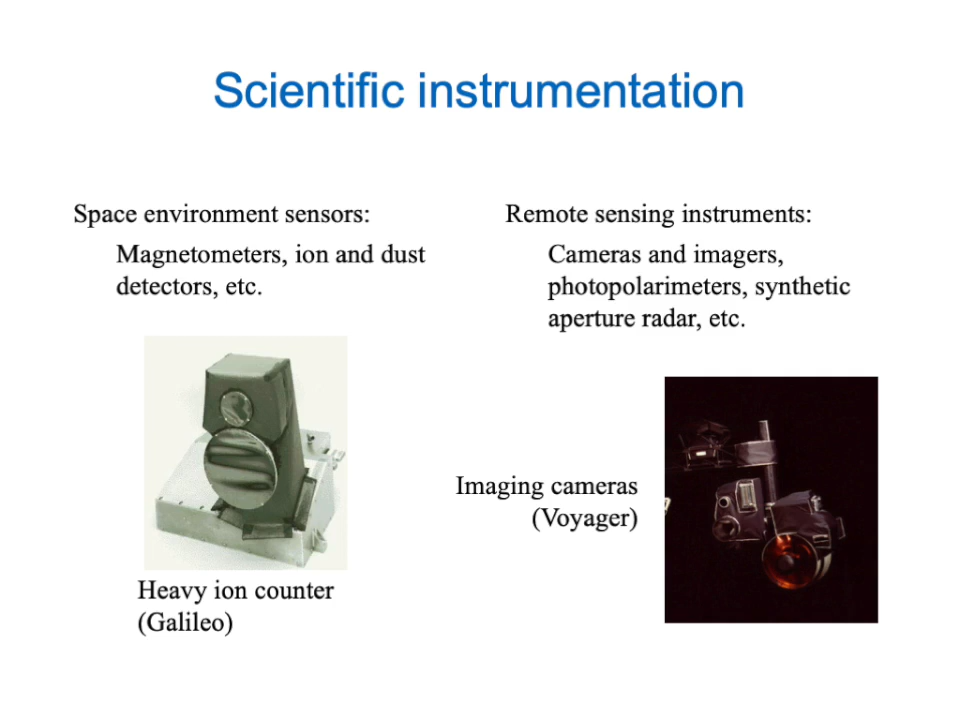 Scientific instrumentation
Space environment sensors:
Magnetometers, ion and dust
detectors, etc.
Heavy ion counter
(Galileo)
Remote sensing instruments:
Cameras and imagers,
photopolarimeters, synthetic
aperture radar, etc.
Imaging cameras
(Voyager)